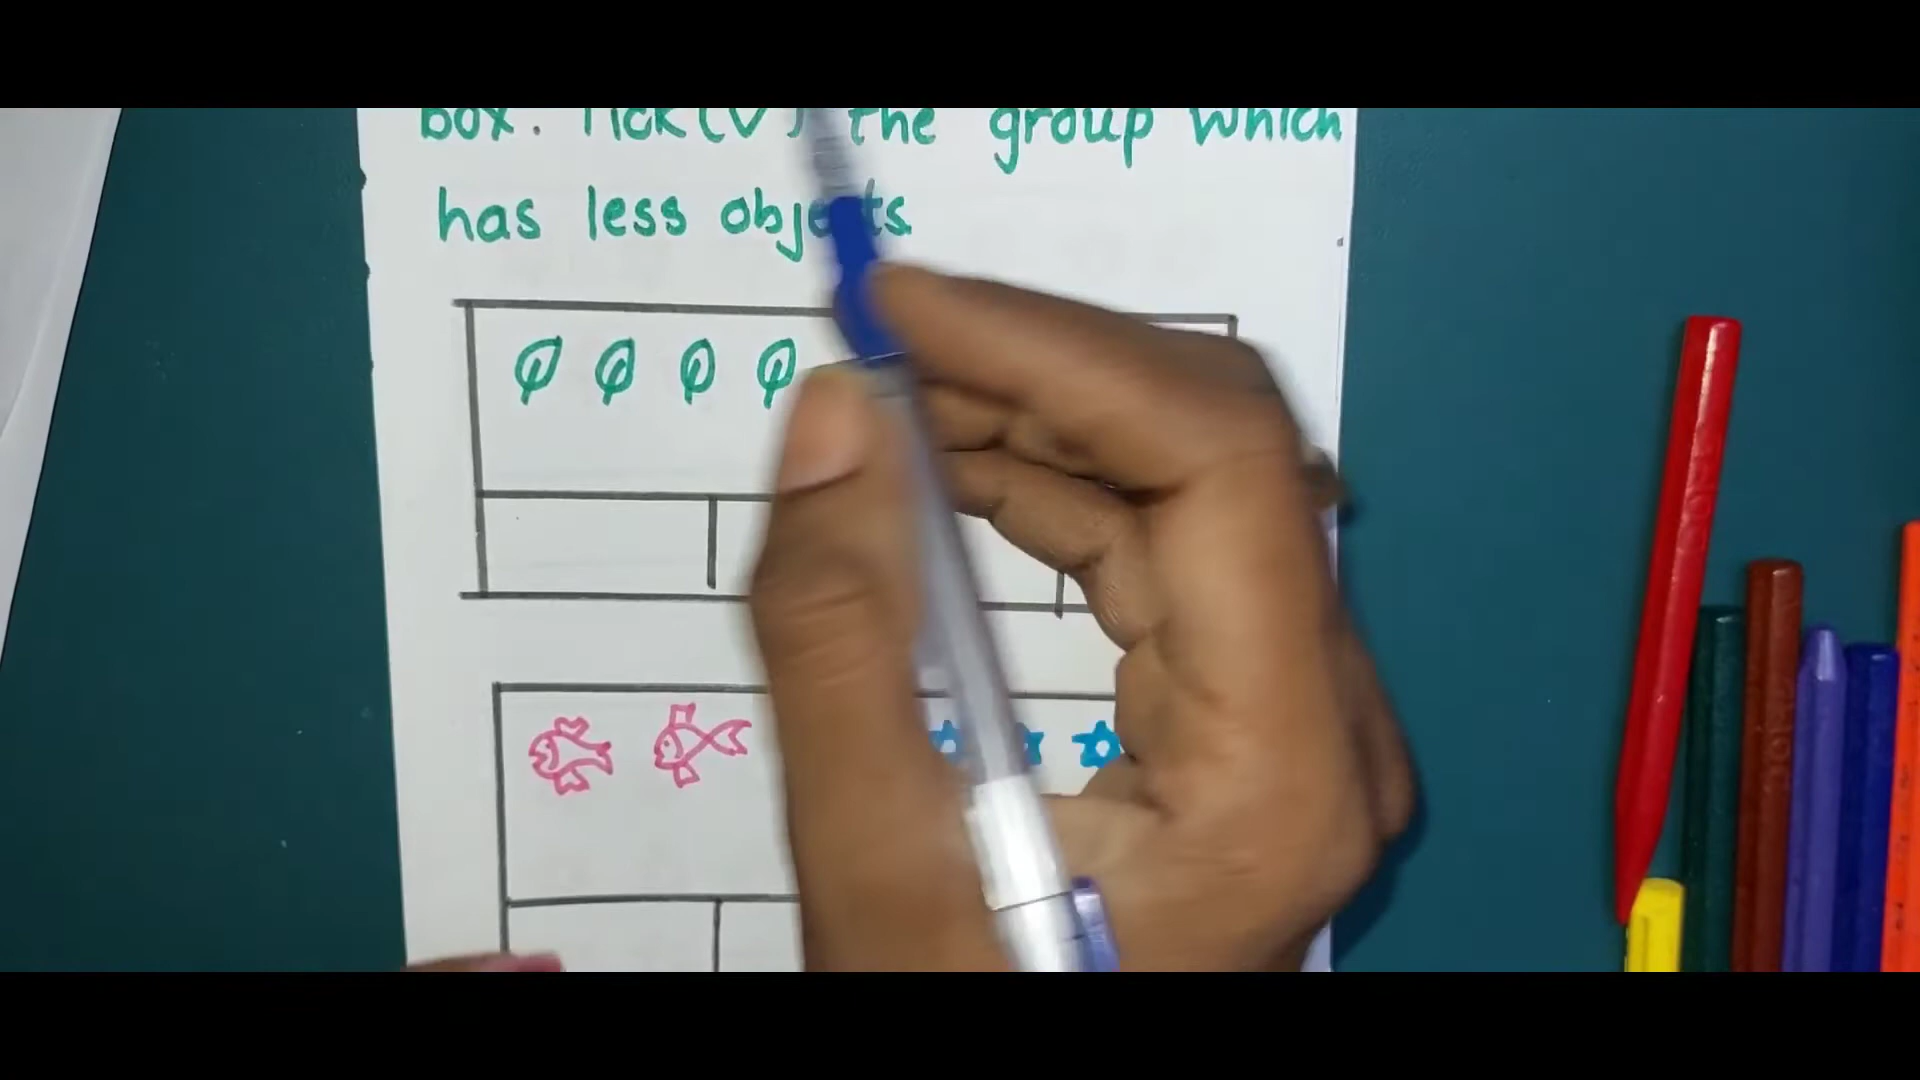 box. Tick (√) the group which
has less objects